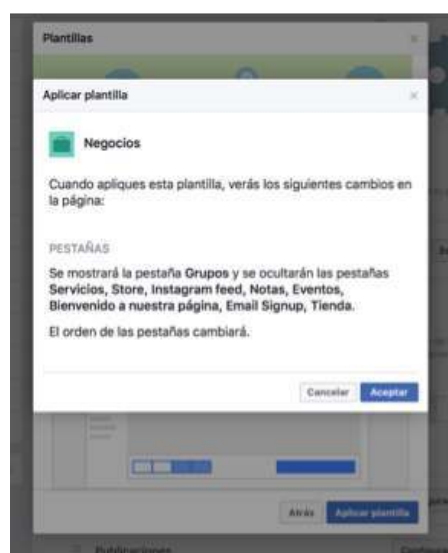 Plantillas
Aplicar plantilla
Negocios
Cuando apliques esta plantilla, verás los siguientes cambios en
la página:
PESTAÑAS
Se mostrará la pestaña Grupos y se ocultarán las pestañas
Servicios, Store, Instagram feed, Notas, Eventos,
Bienvenido a nuestra página, Email Signup, Tienda.
El orden de las pestañas cambiará.
Cancelar Aceptar
Atrás Aplicar plantilla
Publicaciones